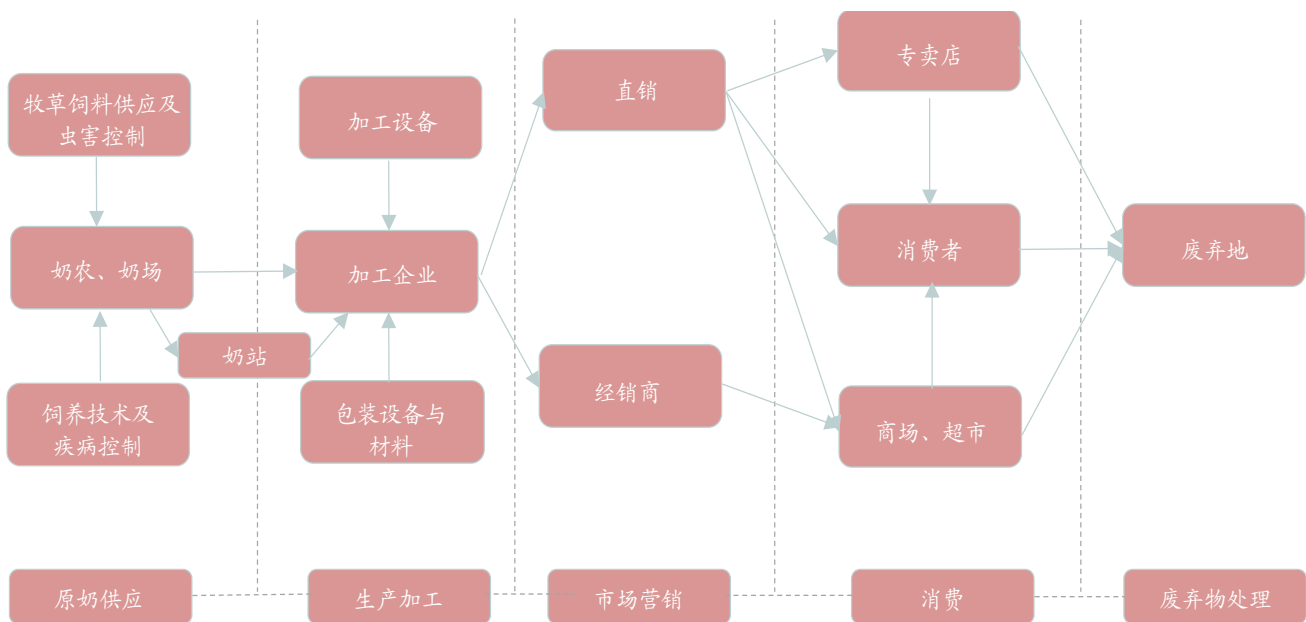 专卖店
直销
牧草饲料供应及
虫害控制
加工设备
奶农、奶场
加工企业
消费者
废弃地
奶站
经销商
饲养技术及
疾病控制
包装设备与
材料
商场、超市
原奶供应
生产加工
市场营销
消费
废弃物处理